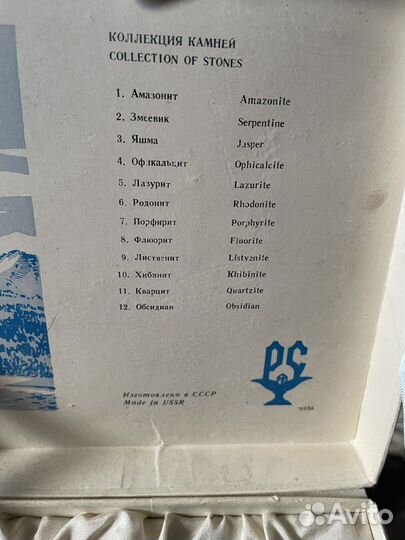 КОЛЛЕКЦИЯ КАМНЕЙ
COLLECTION OF STONES
1. Амазонит Amazonite
2. Змеевик Serpentine
3. Яшма Jasper
4. Офикальцит Ophicalcite
5. Лазурит Lazurite
6. Родонит Rhodonite
7. Порфирит Porphyrite
8. Флюорит Fluorite
9. Лиственит Listvenite
10. Хибинит Khibinite
11. Кварцит Quartzite
12. Обсидиан Obsidian
Изготовлено в СССР
Made in USSR
Avito